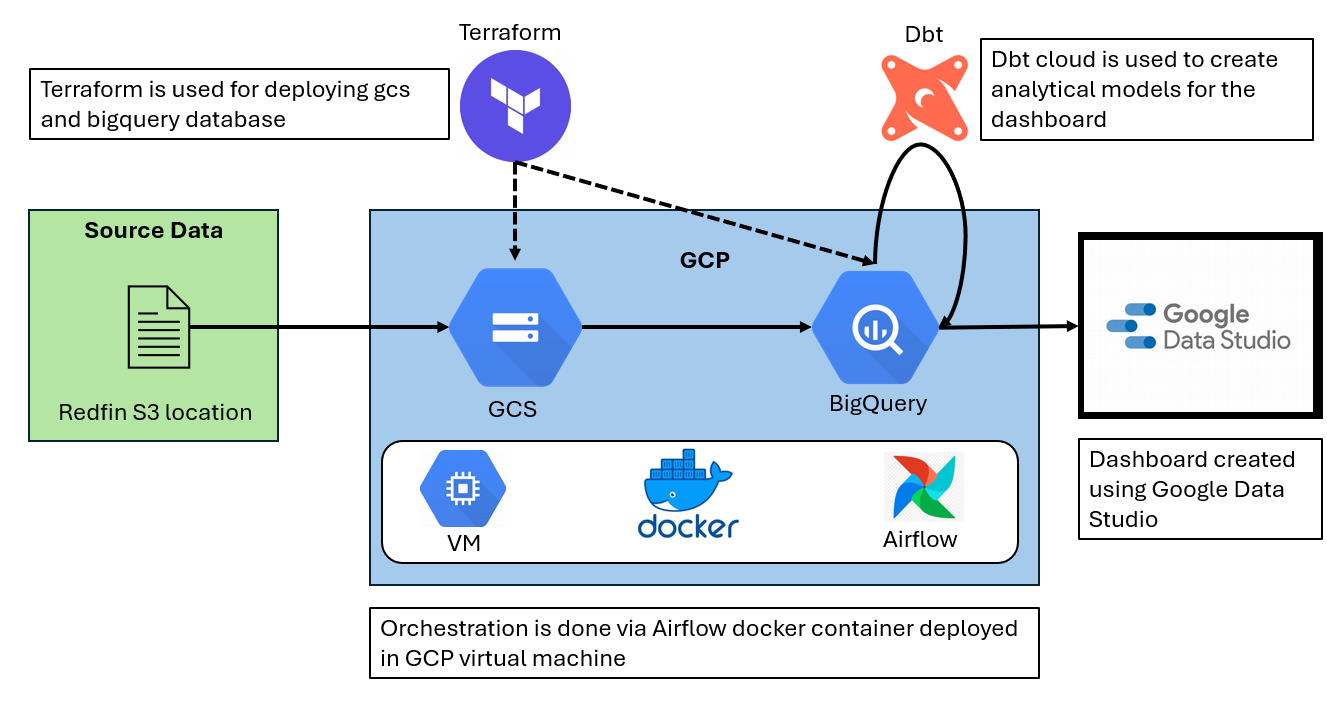 Terraform
Dbt
Terraform is used for deploying gcs
and bigquery database
Dbt cloud is used to create
analytical models for the
dashboard
Source Data
Redfin S3 location
GCP
GCS
BigQuery
Google
Data Studio
VM
docker
Airflow
Dashboard created
using Google Data
Studio
Orchestration is done via Airflow docker container deployed
in GCP virtual machine